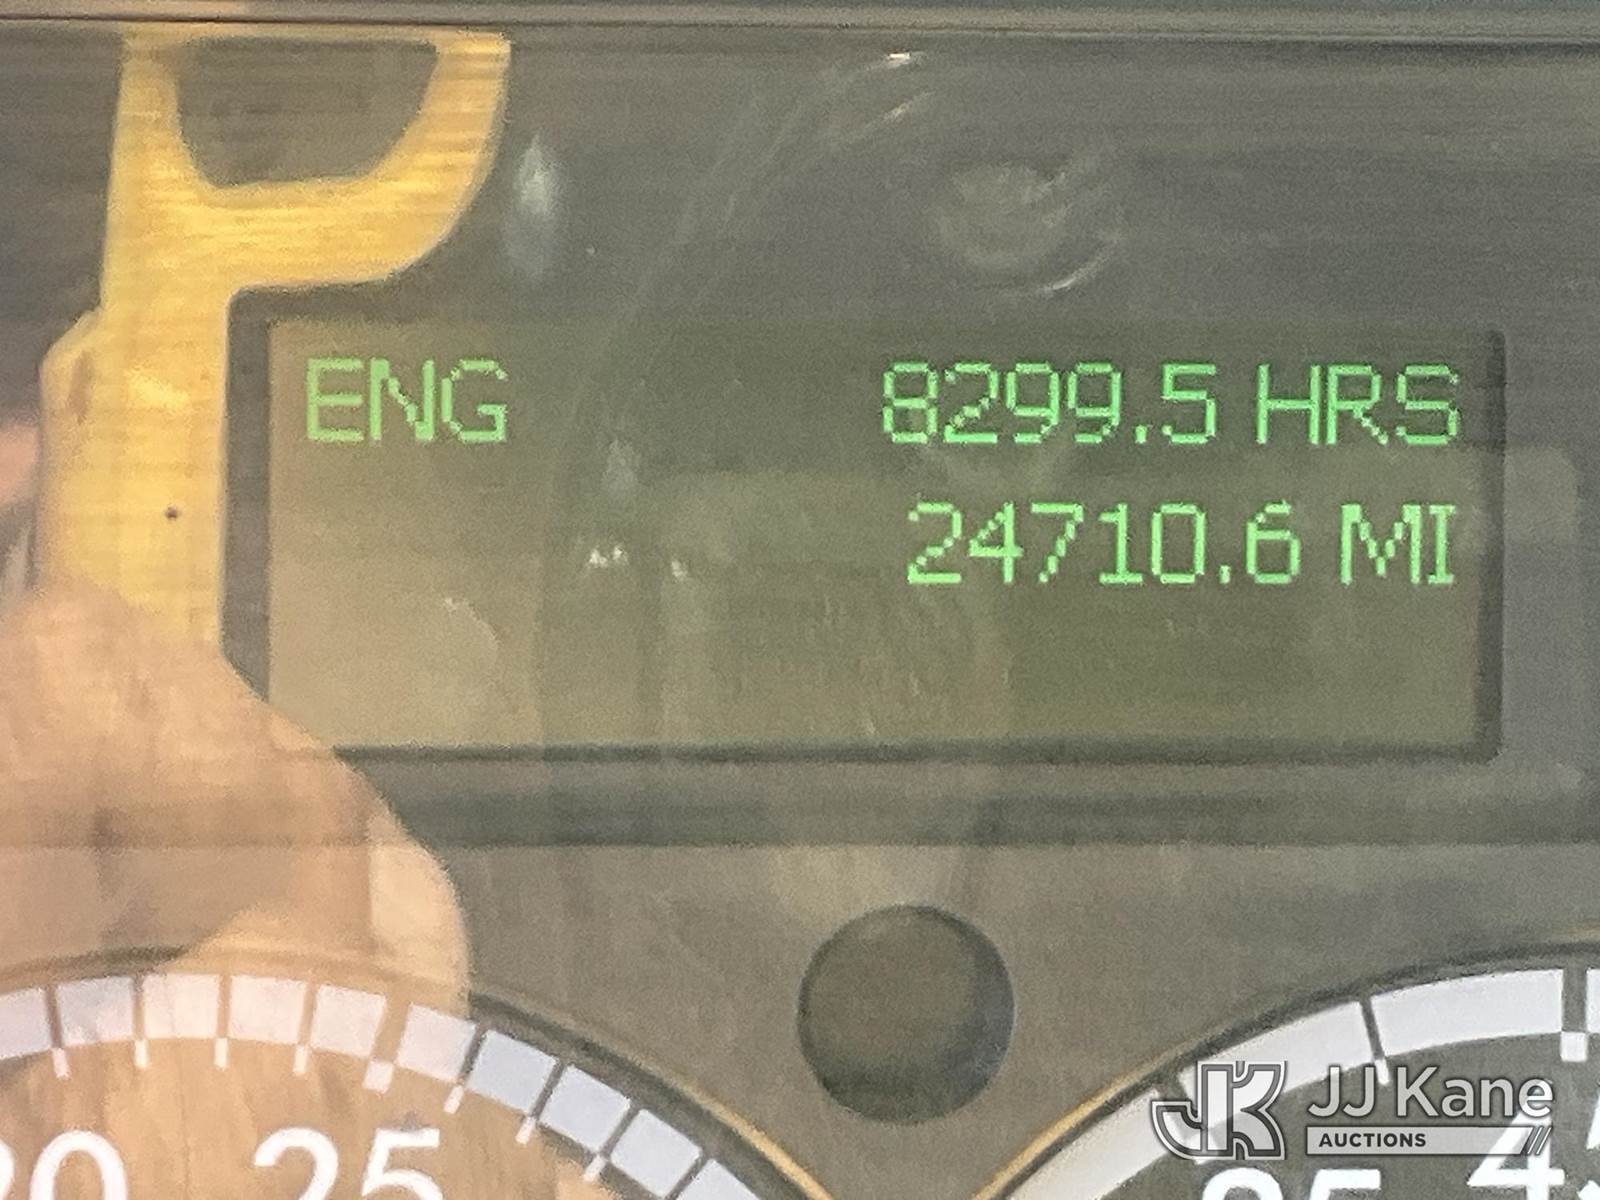 ENG 8299.5 HRS
24710.6 MI
25
JJ Kane
AUCTIONS